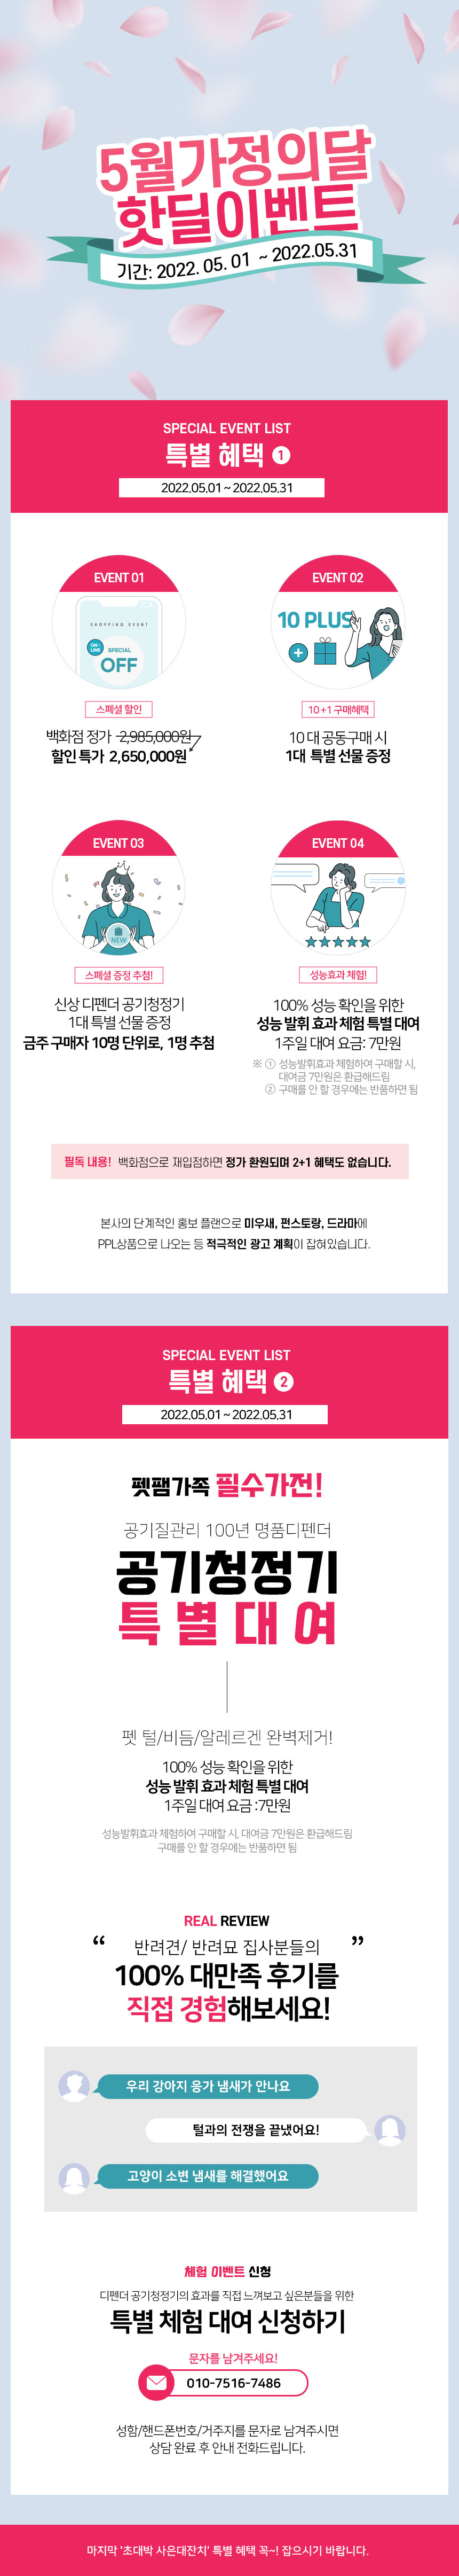 5월가정의달
핫딜이벤트
기간: 2022. 05. 01 ~ 2022.05.31
SPECIAL EVENT LIST
특별 혜택 ❶
2022.05.01 ~ 2022.05.31
EVENT 01
SHOPPING EVENT
ON-LINE
SPECIAL
OFF
스페셜 할인
백화점 정가 2,985,000원
할인 특가 2,650,000원
EVENT 02
10 PLUS
+
10+1 구매혜택
10 대 공동구매 시
1대 특별 선물 증정
EVENT 03
NEW
스페셜 증정 추첨!
신상 디펜더 공기청정기
1대 특별 선물 증정
금주 구매자 10명 단위로, 1명 추첨
EVENT 04
성능효과 체험!
100% 성능 확인을 위한
성능 발휘 효과 체험 특별 대여
1주일 대여 요금: 7만원
※ ① 성능발휘효과 체험하여 구매할 시,
대여금 7만원은 환급해드림
② 구매를 안 할 경우에는 반품하면 됨
필독 내용! 백화점으로 재입점하면 정가 환원되며 2+1 혜택도 없습니다.
본사의 단계적인 홍보 플랜으로 미우새, 편스토랑, 드라마에
PPL상품으로 나오는 등 적극적인 광고 계획이 잡혀있습니다.
SPECIAL EVENT LIST
특별 혜택 ❷
2022.05.01 ~ 2022.05.31
펫팸가족 필수가전!
공기질관리 100년 명품디펜더
공기청정기
특별대여
펫 털/비듬/알레르겐 완벽제거!
100% 성능 확인을 위한
성능 발휘 효과 체험 특별 대여
1주일 대여 요금 :7만원
성능발휘효과 체험하여 구매할 시, 대여금 7만원은 환급해드림
구매를 안 할 경우에는 반품하면 됨
REAL REVIEW
“ 반려견/ 반려묘 집사분들의 ”
100% 대만족 후기를
직접 경험해보세요!
우리 강아지 응가 냄새가 안나요
털과의 전쟁을 끝냈어요!
고양이 소변 냄새를 해결했어요
체험 이벤트 신청
디펜더 공기청정기의 효과를 직접 느껴보고 싶은분들을 위한
특별 체험 대여 신청하기
문자를 남겨주세요!
010-7516-7486
성함/핸드폰번호/거주지를 문자로 남겨주시면
상담 완료 후 안내 전화드립니다.
마지막 '초대박 사은대잔치' 특별 혜택 꼭~! 잡으시기 바랍니다.